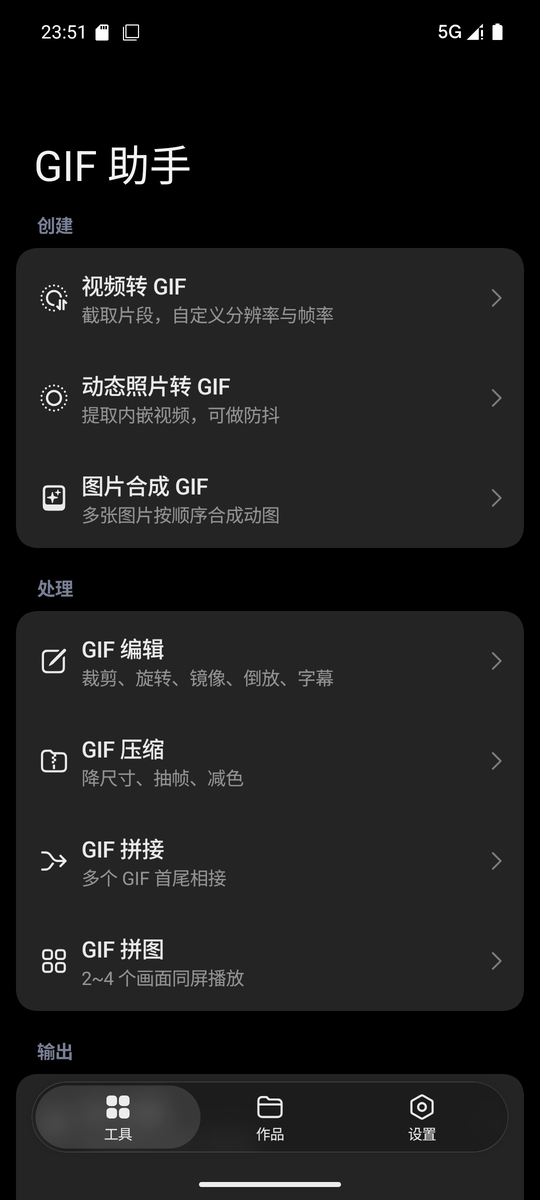 23:51
5G
GIF 助手
创建
视频转 GIF
截取片段，自定义分辨率与帧率
动态照片转 GIF
提取内嵌视频，可做防抖
图片合成 GIF
多张图片按顺序合成动图
处理
GIF 编辑
裁剪、旋转、镜像、倒放、字幕
GIF 压缩
降尺寸、抽帧、减色
GIF 拼接
多个 GIF 首尾相接
GIF 拼图
2~4 个画面同屏播放
输出
工具
作品
设置